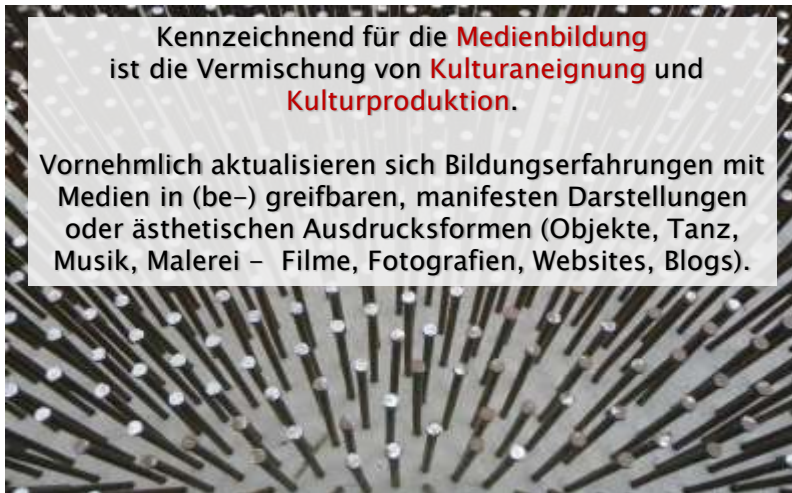 Kennzeichnend für die Medienbildung
ist die Vermischung von Kulturaneignung und
Kulturproduktion.
Vornehmlich aktualisieren sich Bildungserfahrungen mit
Medien in (be-) greifbaren, manifesten Darstellungen
oder ästhetischen Ausdrucksformen (Objekte, Tanz,
Musik, Malerei - Filme, Fotografien, Websites, Blogs).